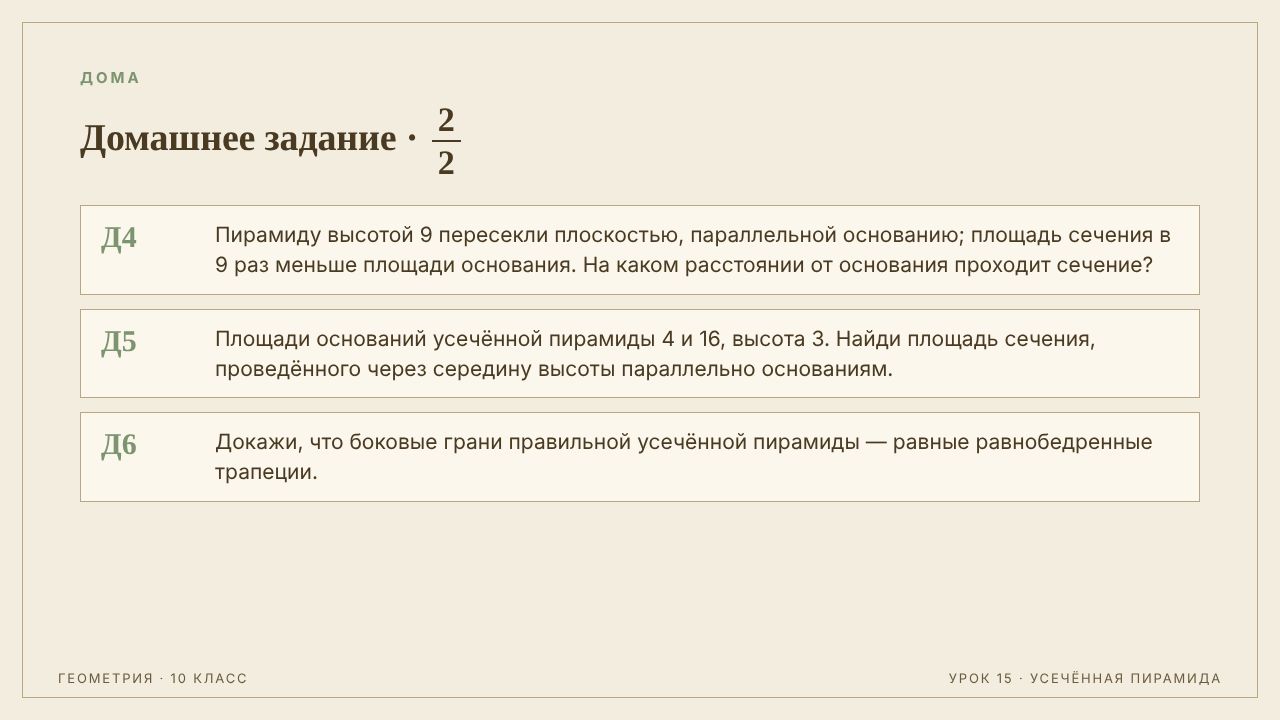 ДОМА
Домашнее задание · 2/2
Д4
Пирамиду высотой 9 пересекли плоскостью, параллельной основанию; площадь сечения в
9 раз меньше площади основания. На каком расстоянии от основания проходит сечение?
Д5
Площади оснований усечённой пирамиды 4 и 16, высота 3. Найди площадь сечения,
проведённого через середину высоты параллельно основаниям.
Д6
Докажи, что боковые грани правильной усечённой пирамиды — равные равнобедренные
трапеции.
ГЕОМЕТРИЯ · 10 КЛАСС
УРОК 15 · УСЕЧЁННАЯ ПИРАМИДА